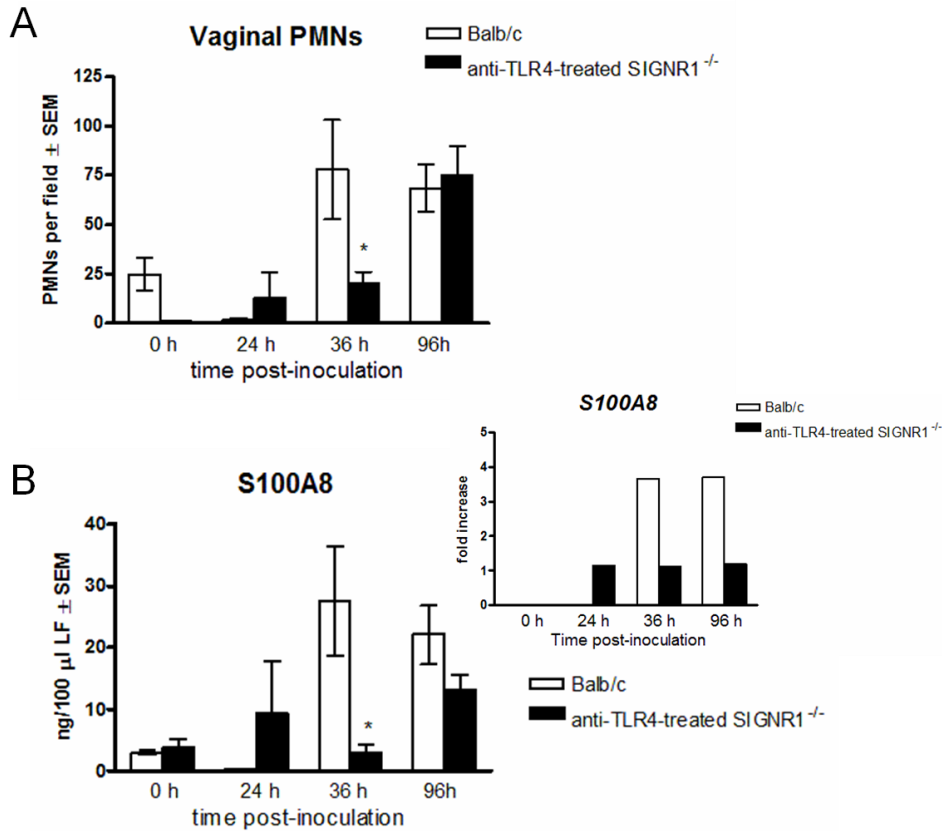 A
Vaginal PMNs
Balb/c
anti-TLR4-treated SIGNR1-/-
PMNs per field ± SEM
125
100
75
50
25
0
0 h 24 h 36 h 96h
*
time post-inoculation
S100A8
Balb/c
anti-TLR4-treated SIGNR1-/-
fold increase
5
4
3
2
1
0
0 h 24 h 36 h 96 h
Time post-inoculation
B
S100A8
ng/100 µl LF ± SEM
40
30
20
10
0
*
0 h 24 h 36 h 96h
time post-inoculation
Balb/c
anti-TLR4-treated SIGNR1-/-